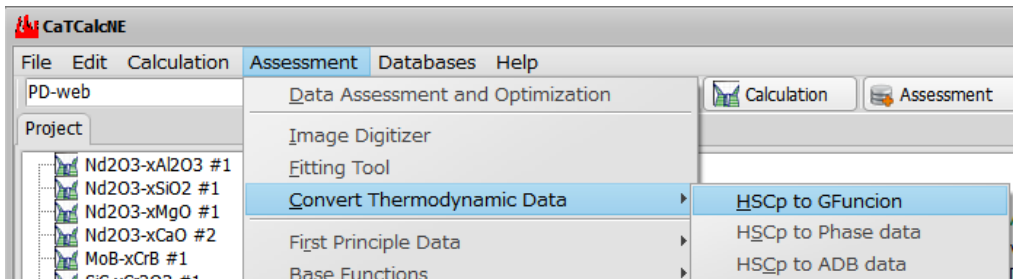 CaTCalcNE
File Edit Calculation Assessment Databases Help
PD-web
Data Assessment and Optimization
Calculation
Assessment
Project
Image Digitizer
Nd2O3-xAl2O3 #1
Fitting Tool
Nd2O3-xSiO2 #1
Convert Thermodynamic Data
HSCp to GFuncion
Nd2O3-xMgO #1
Nd2O3-xCaO #2
First Principle Data
HSCp to Phase data
MoB-xCrB #1
Base Functions
HSCp to ADB data